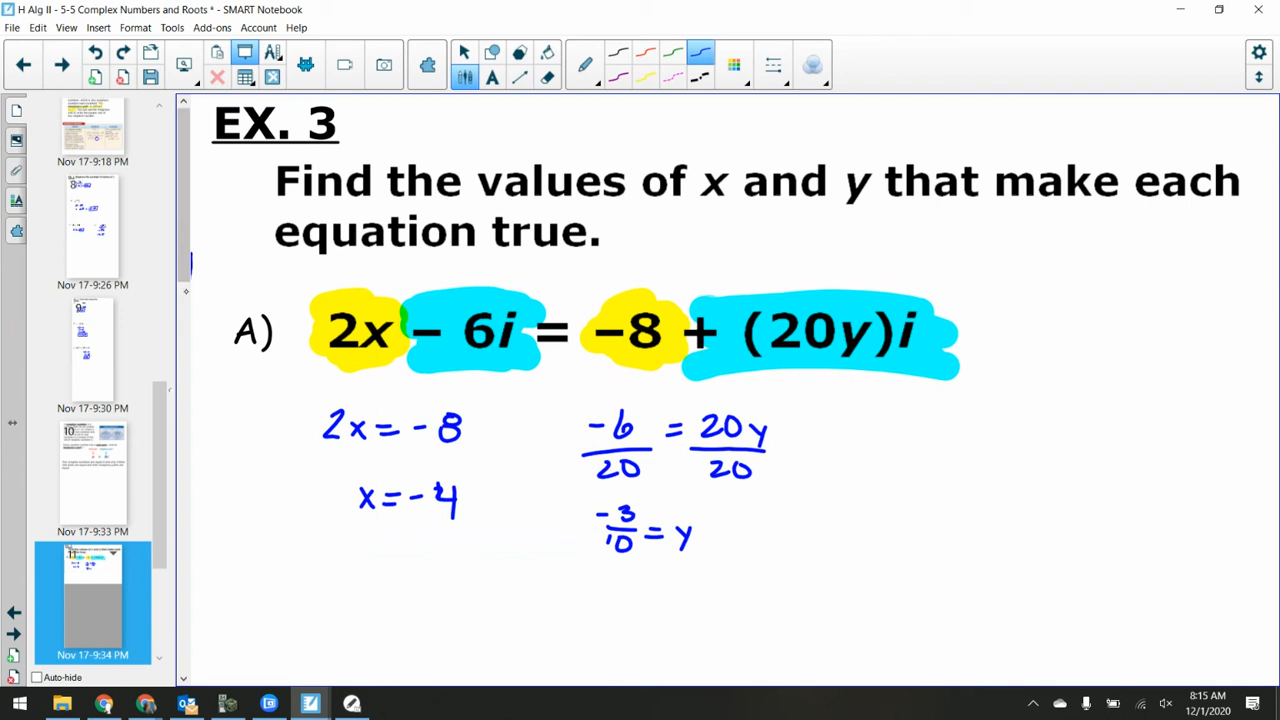 H Alg II - 5-5 Complex Numbers and Roots * - SMART Notebook
File Edit View Insert Format Tools Add-ons Account Help
EX. 3
Find the values of x and y that make each
equation true.
A) 2x − 6i = −8 + (20y)i
2x = -8
-6/20 = 20y/20
x = -4
-3/10 = y
Nov 17-9:18 PM
8
Nov 17-9:26 PM
9
Nov 17-9:30 PM
10
Nov 17-9:33 PM
11
Nov 17-9:34 PM
Auto-hide
8:15 AM
12/1/2020